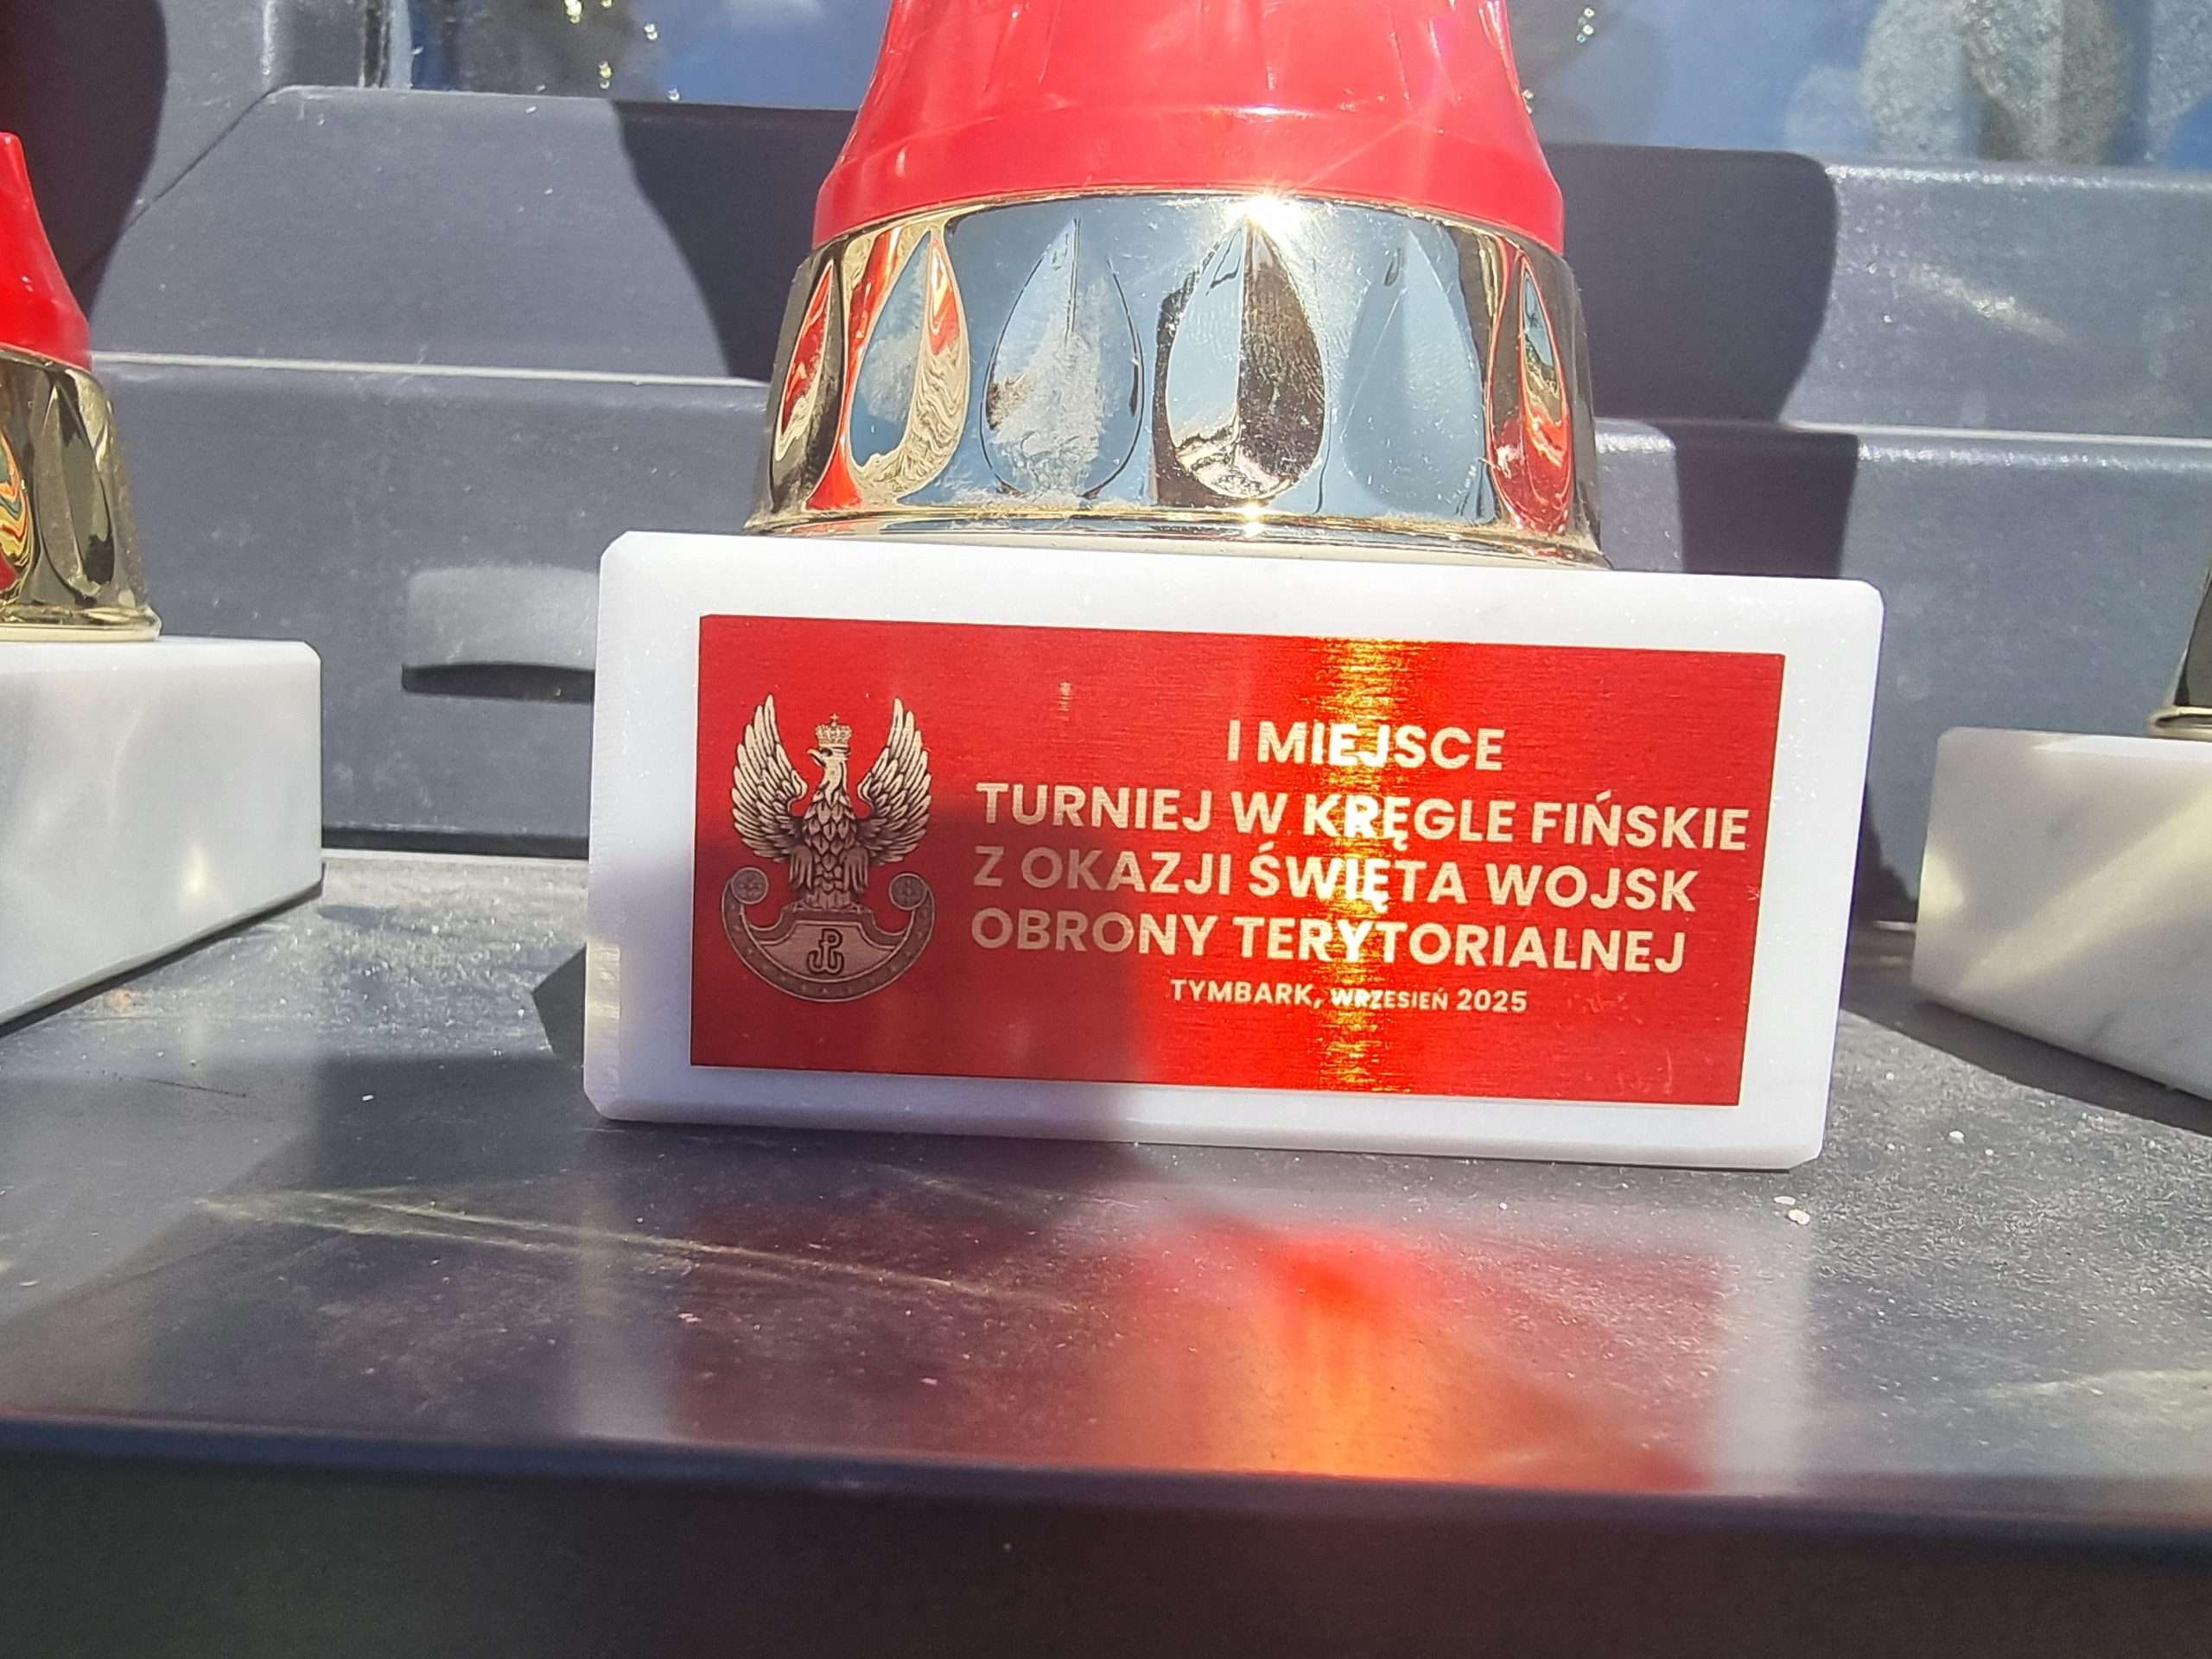 I MIEJSCE
TURNIEJ W KRĘGLE FIŃSKIE
Z OKAZJI ŚWIĘTA WOJSK
OBRONY TERYTORIALNEJ
TYMBARK, WRZESIEŃ 2025